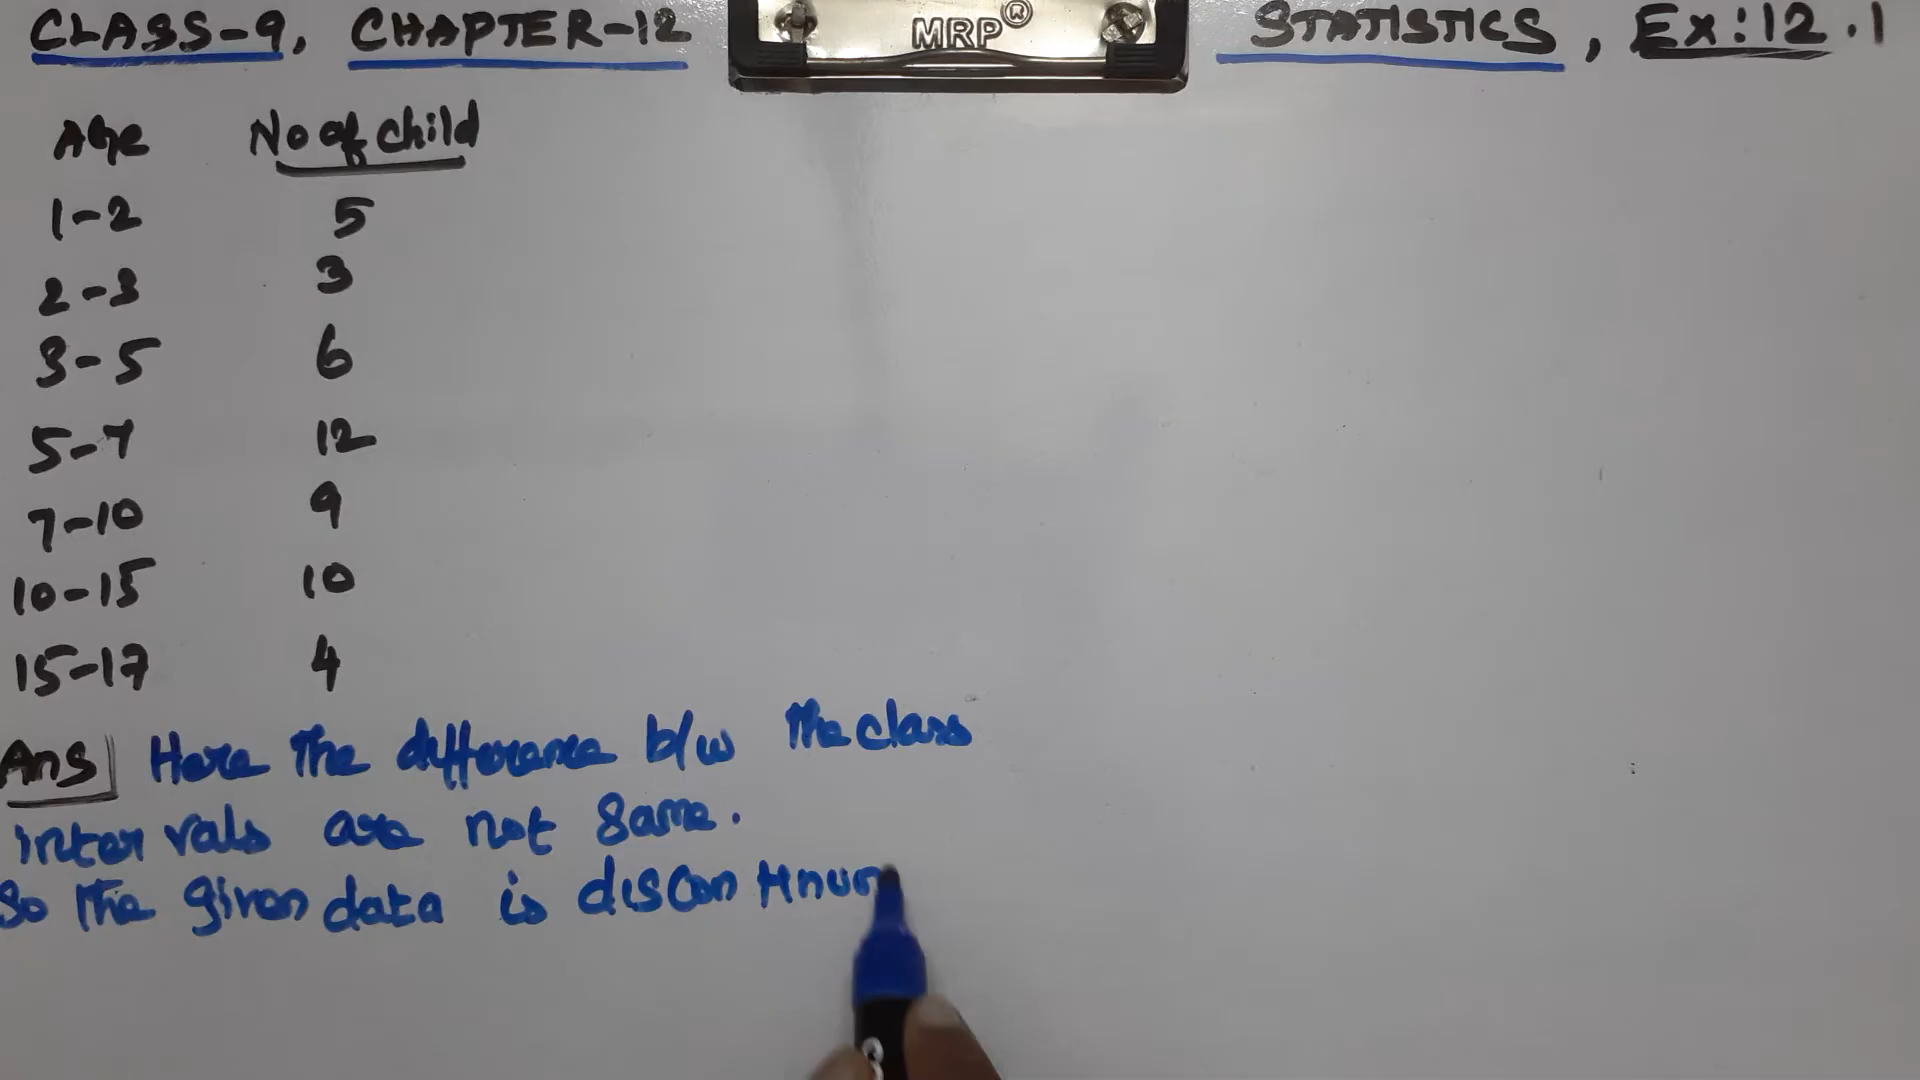 CLASS-9, CHAPTER-12 MRP® STATISTICS, Ex:12.1
Age No of child
1-2 5
2-3 3
3-5 6
5-7 12
7-10 9
10-15 10
15-17 4
Ans Here the difference b/w the class
intervals are not same.
So the given data is discontinuo